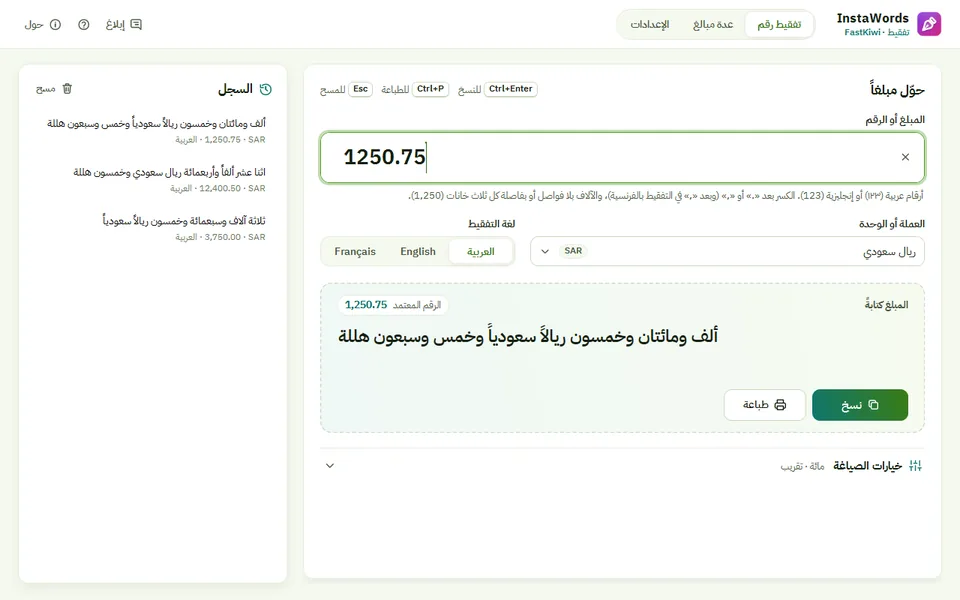 InstaWords
تفقيط · FastKiwi
تفقيط رقم
عدة مبالغ
الإعدادات
إبلاغ
حول
حوّل مبلغاً
Ctrl+Enter للنسخ Ctrl+P للطباعة Esc للمسح
المبلغ أو الرقم
1250.75
أرقام عربية (١٢٣) أو إنجليزية (123). الكسر بعد «.» أو «,» (وبعد «,» في التفقيط بالفرنسية)، والآلاف بلا فواصل أو بفاصلة كل ثلاث خانات (1,250).
العملة أو الوحدة
ريال سعودي SAR
لغة التفقيط
العربية English Français
المبلغ كتابةً
الرقم المعتمد 1,250.75
ألف ومائتان وخمسون ريالاً سعودياً وخمس وسبعون هللة
نسخ
طباعة
خيارات الصياغة مائة · تقريب
السجل
مسح
ألف ومائتان وخمسون ريالاً سعودياً وخمس وسبعون هللة
SAR · 1,250.75 · العربية
اثنا عشر ألفاً وأربعمائة ريال سعودي وخمسون هللة
SAR · 12,400.50 · العربية
ثلاثة آلاف وسبعمائة وخمسون ريالاً سعودياً
SAR · 3,750.00 · العربية